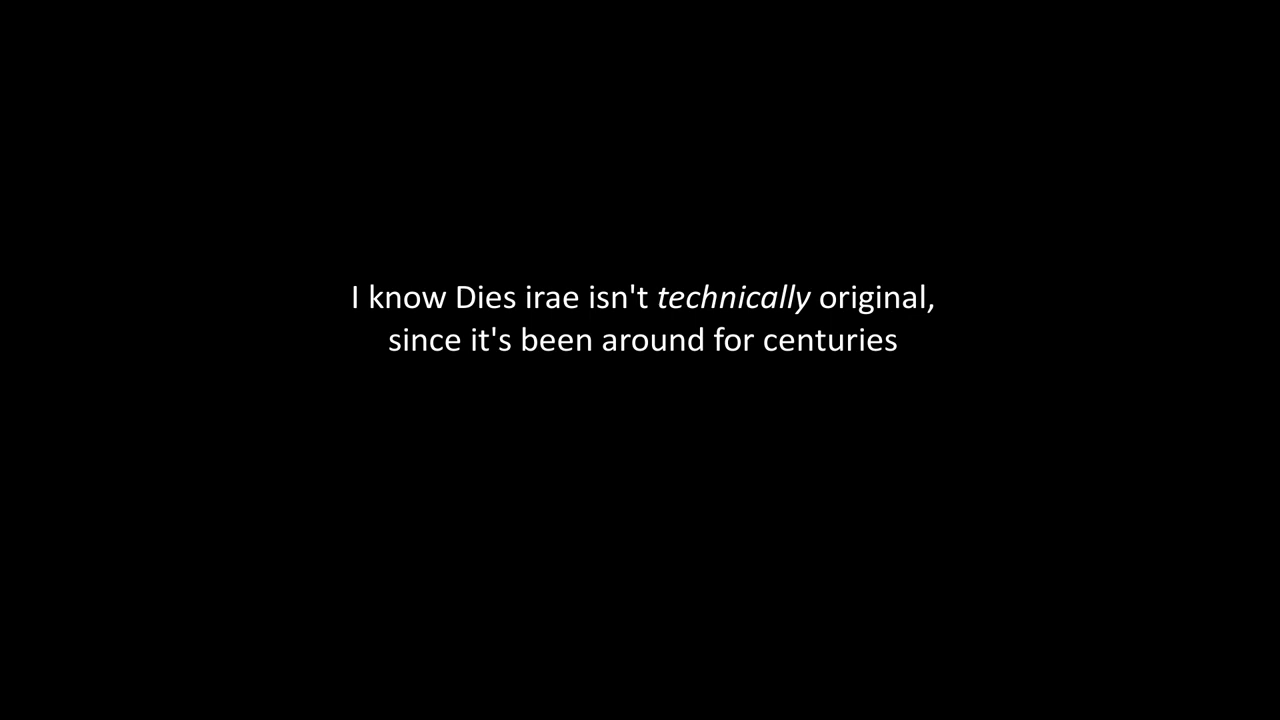 I know Dies irae isn't technically original,
since it's been around for centuries